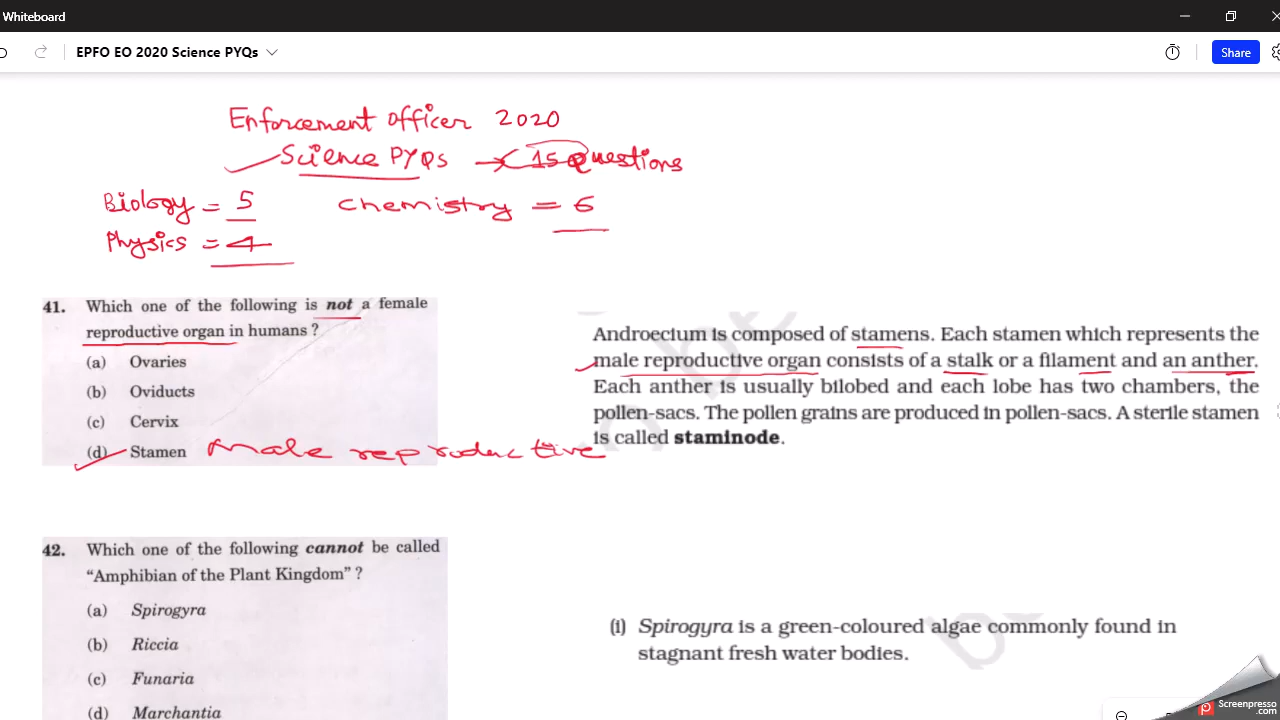 Whiteboard
EPFO EO 2020 Science PYQs
Share
Enforcement officer 2020
Science PYQs → 15 Questions
Biology = 5 chemistry = 6
Physics = 4
41. Which one of the following is not a female
reproductive organ in humans ?
(a) Ovaries
(b) Oviducts
(c) Cervix
(d) Stamen male reproductive
Androecium is composed of stamens. Each stamen which represents the
male reproductive organ consists of a stalk or a filament and an anther.
Each anther is usually bilobed and each lobe has two chambers, the
pollen-sacs. The pollen grains are produced in pollen-sacs. A sterile stamen
is called staminode.
42. Which one of the following cannot be called
“Amphibian of the Plant Kingdom” ?
(a) Spirogyra
(b) Riccia
(c) Funaria
(d) Marchantia
(i) Spirogyra is a green-coloured algae commonly found in
stagnant fresh water bodies.
Screenpresso
.com